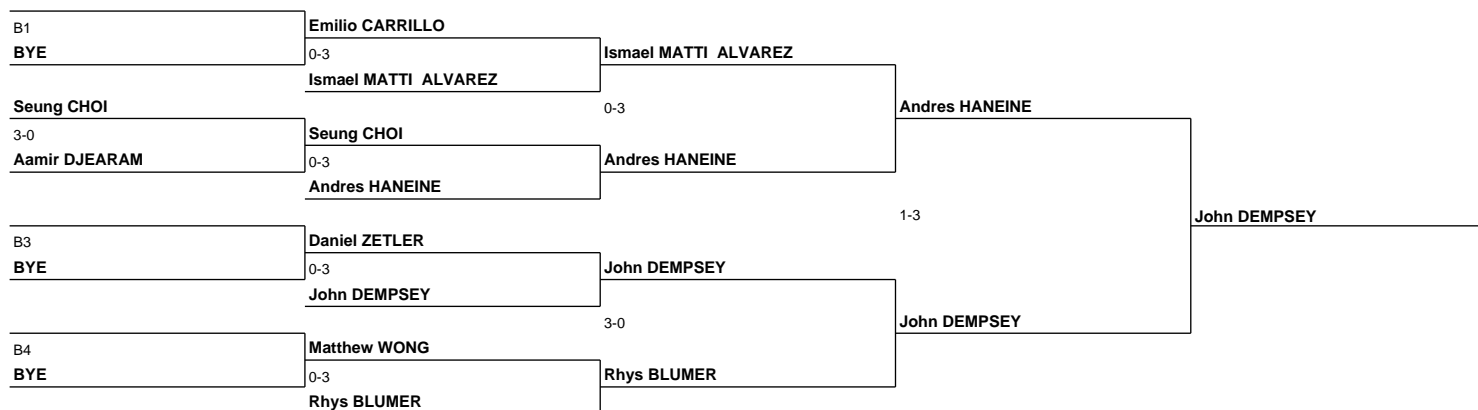 B1
BYE
Emilio CARRILLO
0-3
Ismael MATTI  ALVAREZ
Ismael MATTI  ALVAREZ
Seung CHOI
3-0
Aamir DJEARAM
Seung CHOI
0-3
Andres HANEINE
0-3
Andres HANEINE
Andres HANEINE
B3
BYE
Daniel ZETLER
0-3
John DEMPSEY
John DEMPSEY
B4
BYE
Matthew WONG
0-3
Rhys BLUMER
3-0
Rhys BLUMER
John DEMPSEY
1-3
John DEMPSEY